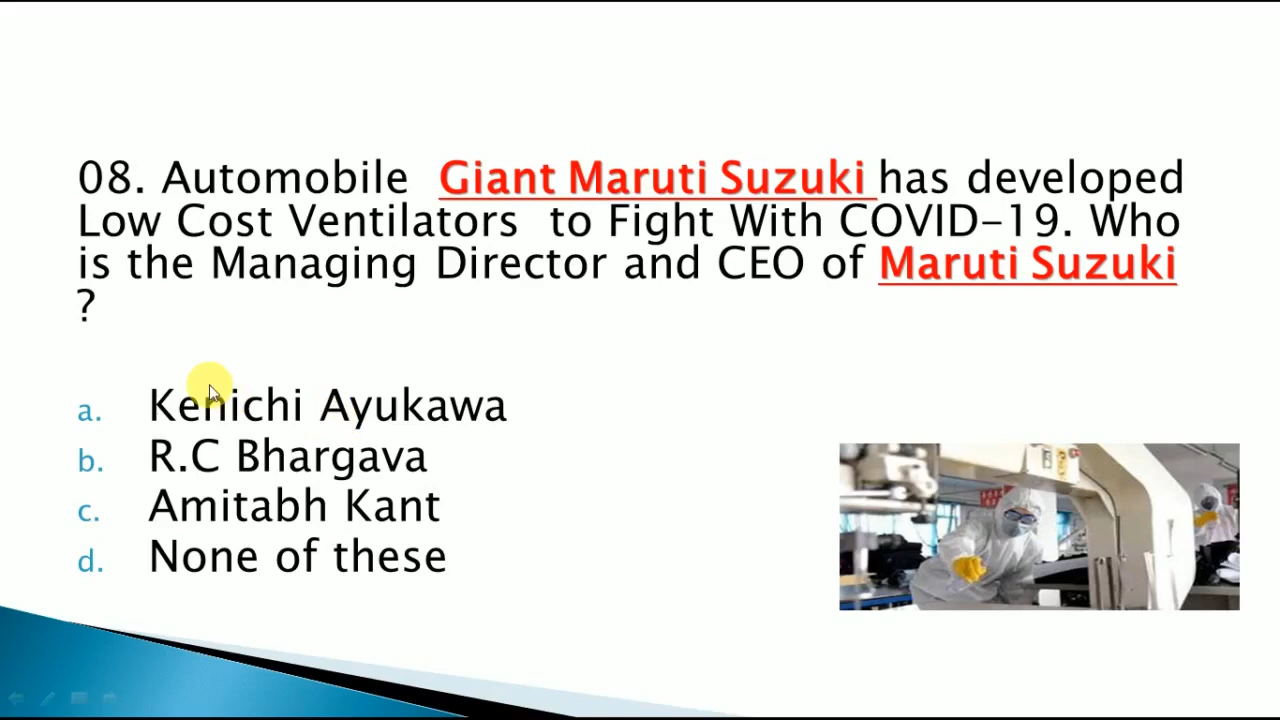 08. Automobile Giant Maruti Suzuki has developed
Low Cost Ventilators to Fight With COVID-19. Who
is the Managing Director and CEO of Maruti Suzuki
?
a. Kenichi Ayukawa
b. R.C Bhargava
c. Amitabh Kant
d. None of these